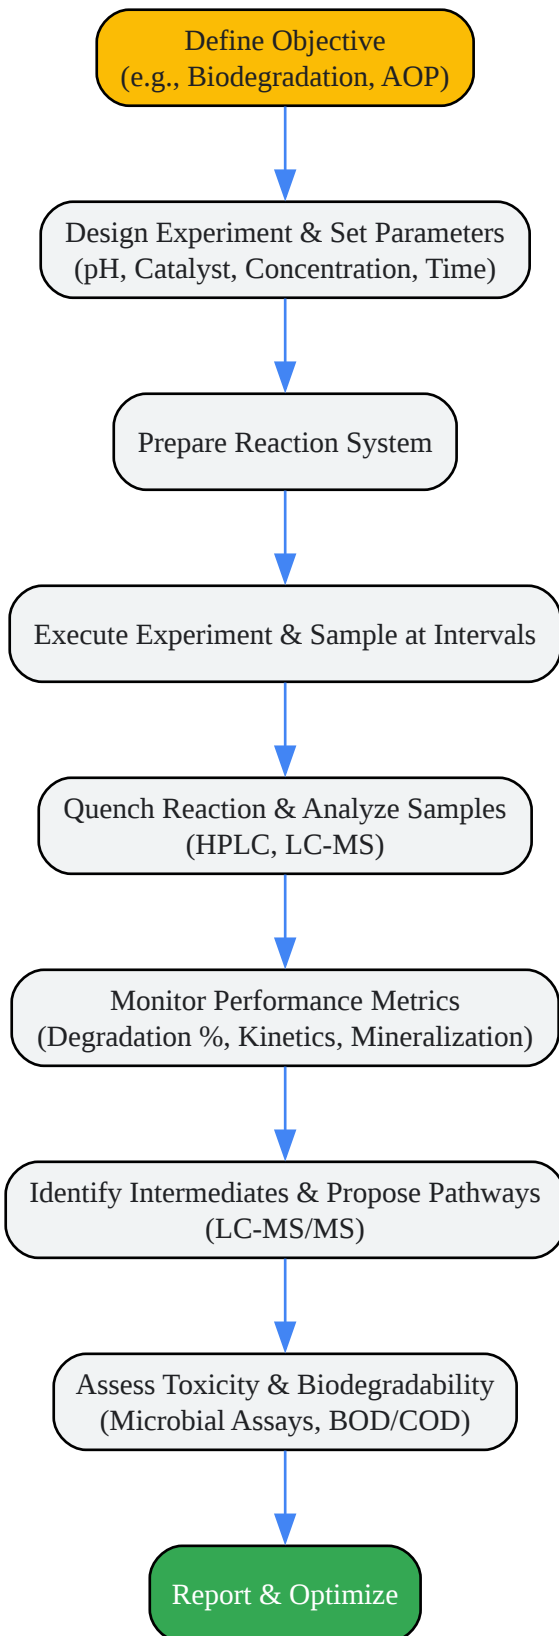 Define Objective
(e.g., Biodegradation, AOP)
Design Experiment & Set Parameters
(pH, Catalyst, Concentration, Time)
Prepare Reaction System
Execute Experiment & Sample at Intervals
Quench Reaction & Analyze Samples
(HPLC, LC-MS)
Monitor Performance Metrics
(Degradation %, Kinetics, Mineralization)
Identify Intermediates & Propose Pathways
(LC-MS/MS)
Assess Toxicity & Biodegradability
(Microbial Assays, BOD/COD)
Report & Optimize